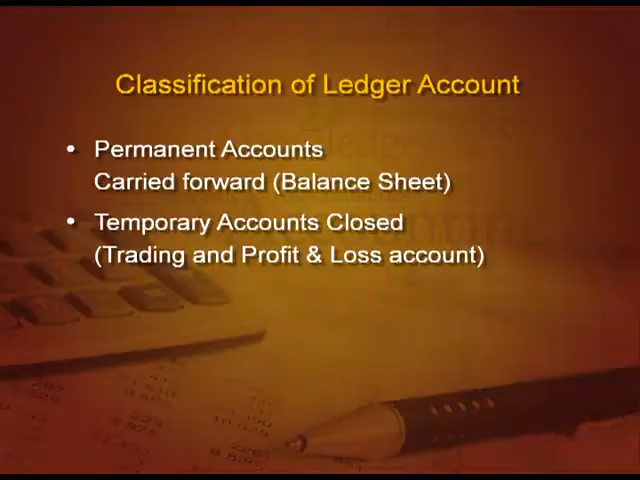 Classification of Ledger Account
• Permanent Accounts
Carried forward (Balance Sheet)
• Temporary Accounts Closed
(Trading and Profit & Loss account)